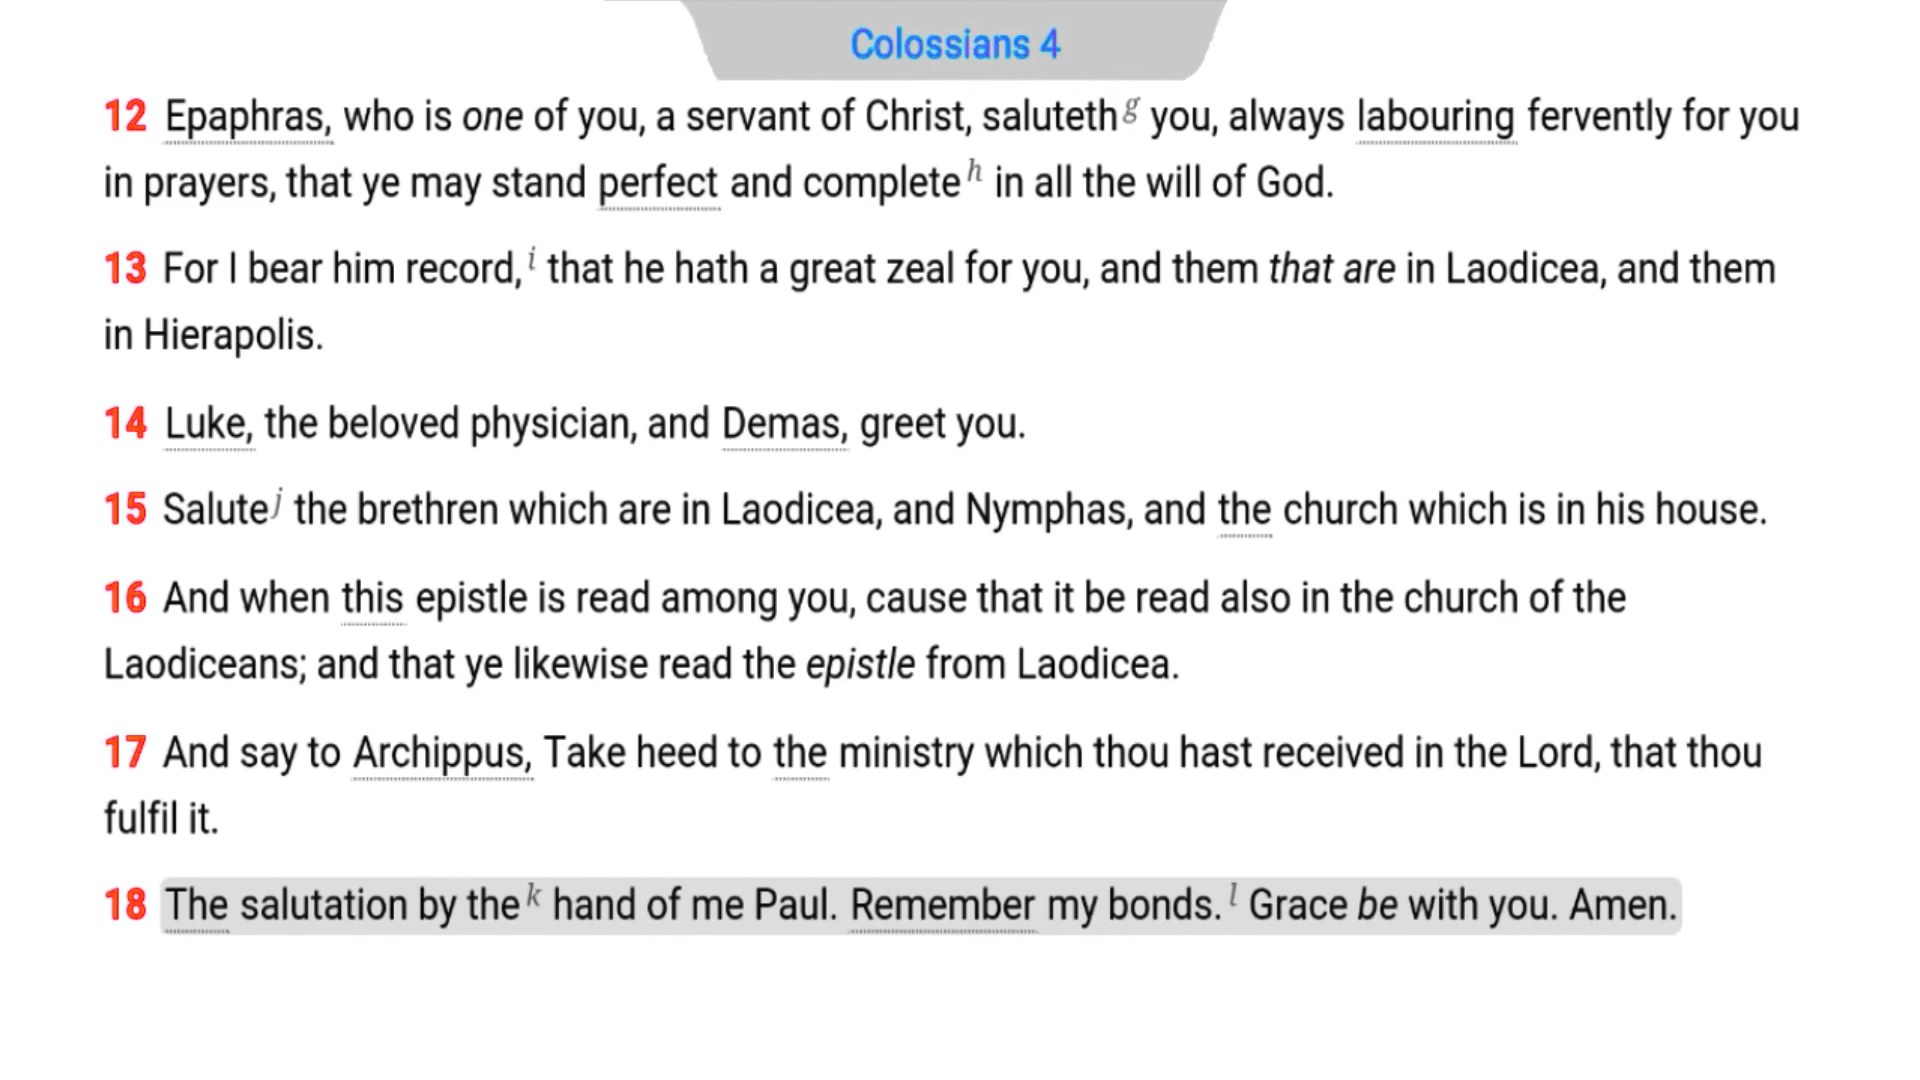 Colossians 4
12 Epaphras, who is one of you, a servant of Christ, saluteth g you, always labouring fervently for you
in prayers, that ye may stand perfect and complete h in all the will of God.
13 For I bear him record, i that he hath a great zeal for you, and them that are in Laodicea, and them
in Hierapolis.
14 Luke, the beloved physician, and Demas, greet you.
15 Salute j the brethren which are in Laodicea, and Nymphas, and the church which is in his house.
16 And when this epistle is read among you, cause that it be read also in the church of the
Laodiceans; and that ye likewise read the epistle from Laodicea.
17 And say to Archippus, Take heed to the ministry which thou hast received in the Lord, that thou
fulfil it.
18 The salutation by the k hand of me Paul. Remember my bonds. l Grace be with you. Amen.